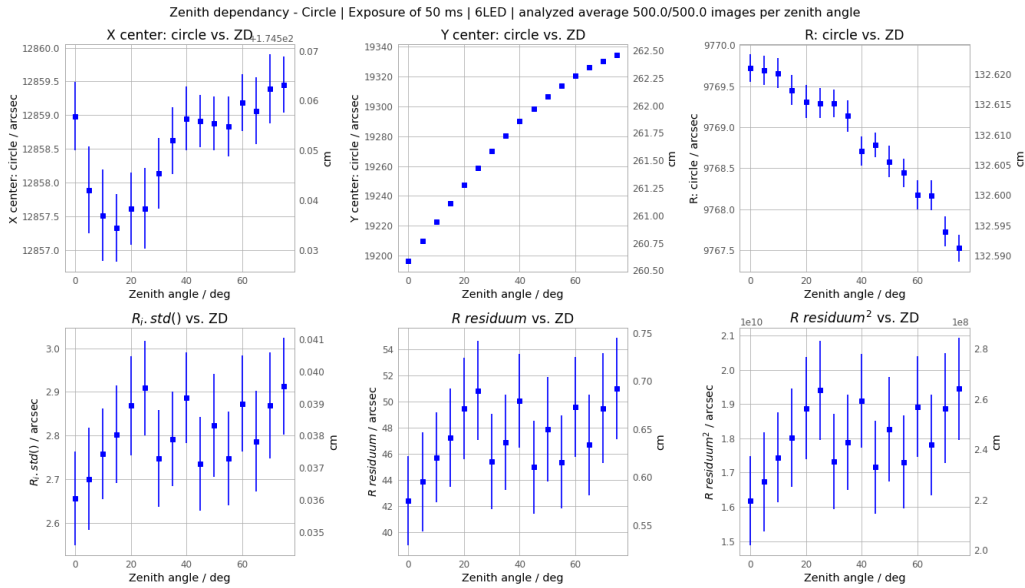 Zenith dependancy - Circle | Exposure of 50 ms | 6LED | analyzed average 500.0/500.0 images per zenith angle
X center: circle vs. ZD
+1.745e2
12860.0
12859.5
12859.0
12858.5
12858.0
12857.5
12857.0
X center: circle / arcsec
0.07
0.06
0.05
0.04
0.03
cm
0 20 40 60
Zenith angle / deg
Y center: circle vs. ZD
19340
19320
19300
19280
19260
19240
19220
19200
Y center: circle / arcsec
262.50
262.25
262.00
261.75
261.50
261.25
261.00
260.75
260.50
cm
0 20 40 60
Zenith angle / deg
R: circle vs. ZD
9770.0
9769.5
9769.0
9768.5
9768.0
9767.5
R: circle / arcsec
132.620
132.615
132.610
132.605
132.600
132.595
132.590
cm
0 20 40 60
Zenith angle / deg
R_i.std() vs. ZD
3.0
2.9
2.8
2.7
2.6
R_i.std() / arcsec
0.041
0.040
0.039
0.038
0.037
0.036
0.035
cm
0 20 40 60
Zenith angle / deg
R residuum vs. ZD
54
52
50
48
46
44
42
40
R residuum / arcsec
0.75
0.70
0.65
0.60
0.55
cm
0 20 40 60
Zenith angle / deg
R residuum² vs. ZD
1e10
1e8
2.1
2.0
1.9
1.8
1.7
1.6
1.5
R residuum² / arcsec
2.8
2.6
2.4
2.2
2.0
cm
0 20 40 60
Zenith angle / deg